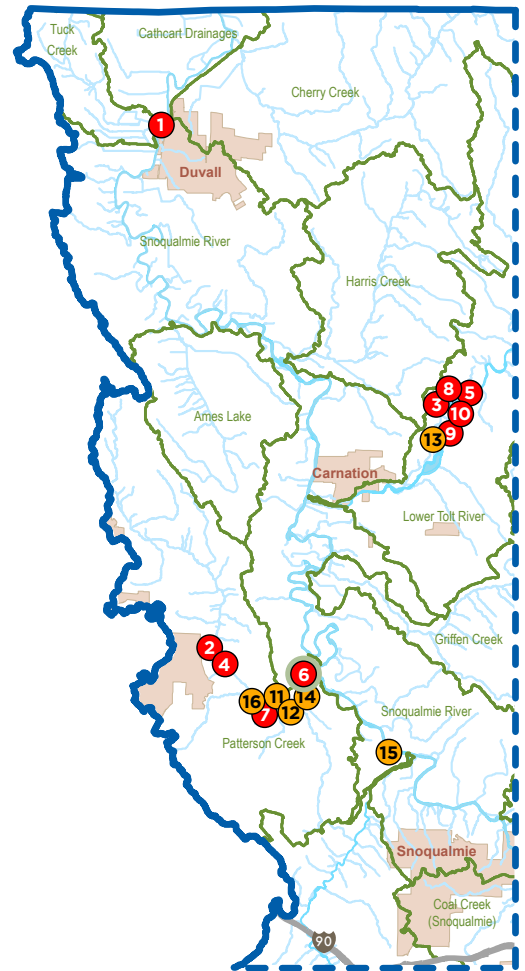 Tuck
Creek
Cathcart Drainages
Cherry Creek
1
Duvall
Snoqualmie River
Harris Creek
8
5
3
10
Ames Lake
13
9
Carnation
Lower Tolt River
Griffen Creek
2
4
6
16
11
14
7
12
Snoqualmie River
Patterson Creek
15
Snoqualmie
Coal Creek
(Snoqualmie)
90